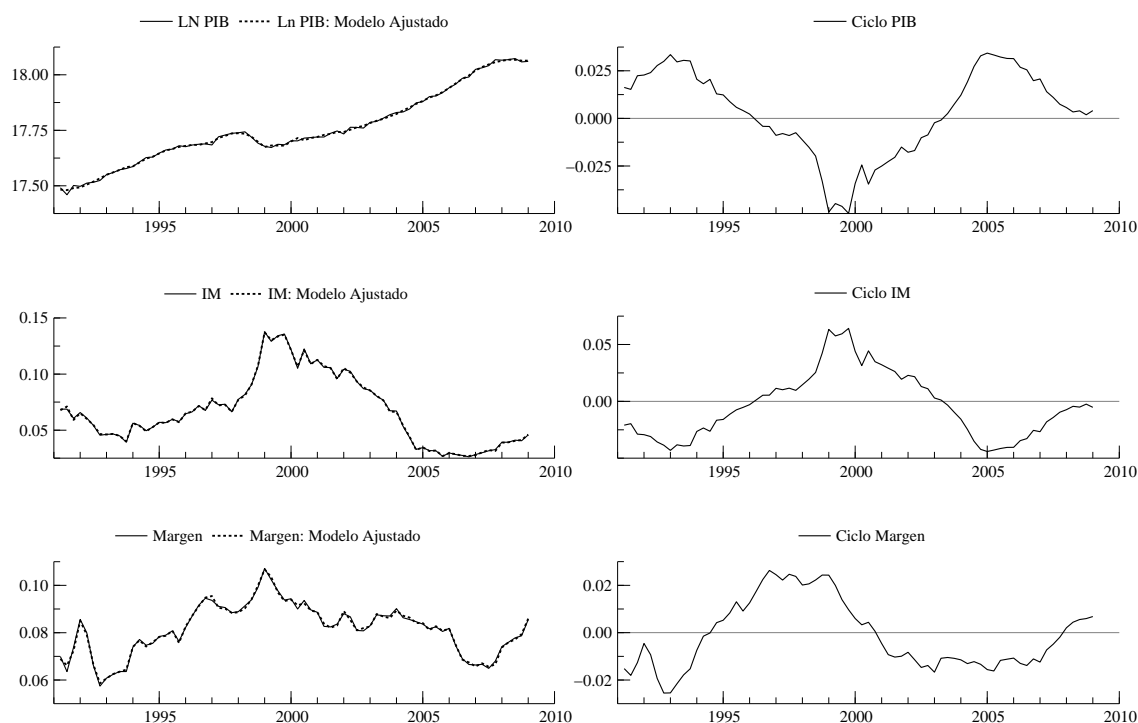 LN PIB Ln PIB: Modelo Ajustado
18.00
17.75
17.50
1995 2000 2005 2010
Ciclo PIB
0.025
0.000
−0.025
1995 2000 2005 2010
IM IM: Modelo Ajustado
0.15
0.10
0.05
1995 2000 2005 2010
Ciclo IM
0.05
0.00
1995 2000 2005 2010
Margen Margen: Modelo Ajustado
0.10
0.08
0.06
1995 2000 2005 2010
Ciclo Margen
0.02
0.00
−0.02
1995 2000 2005 2010